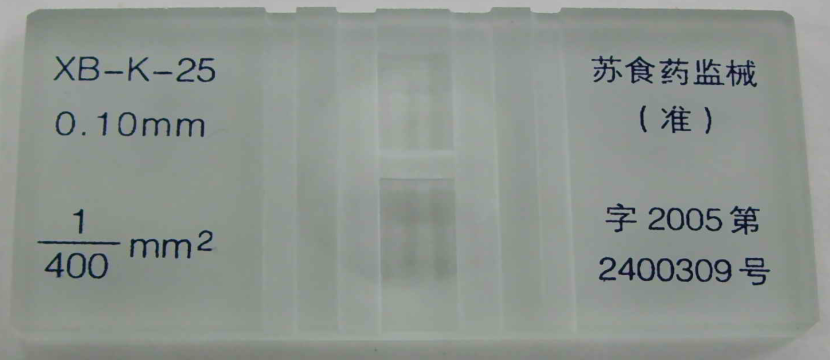 XB-K-25
0.10mm
1/400 mm²
苏食药监械
(准)
字 2005 第
2400309 号